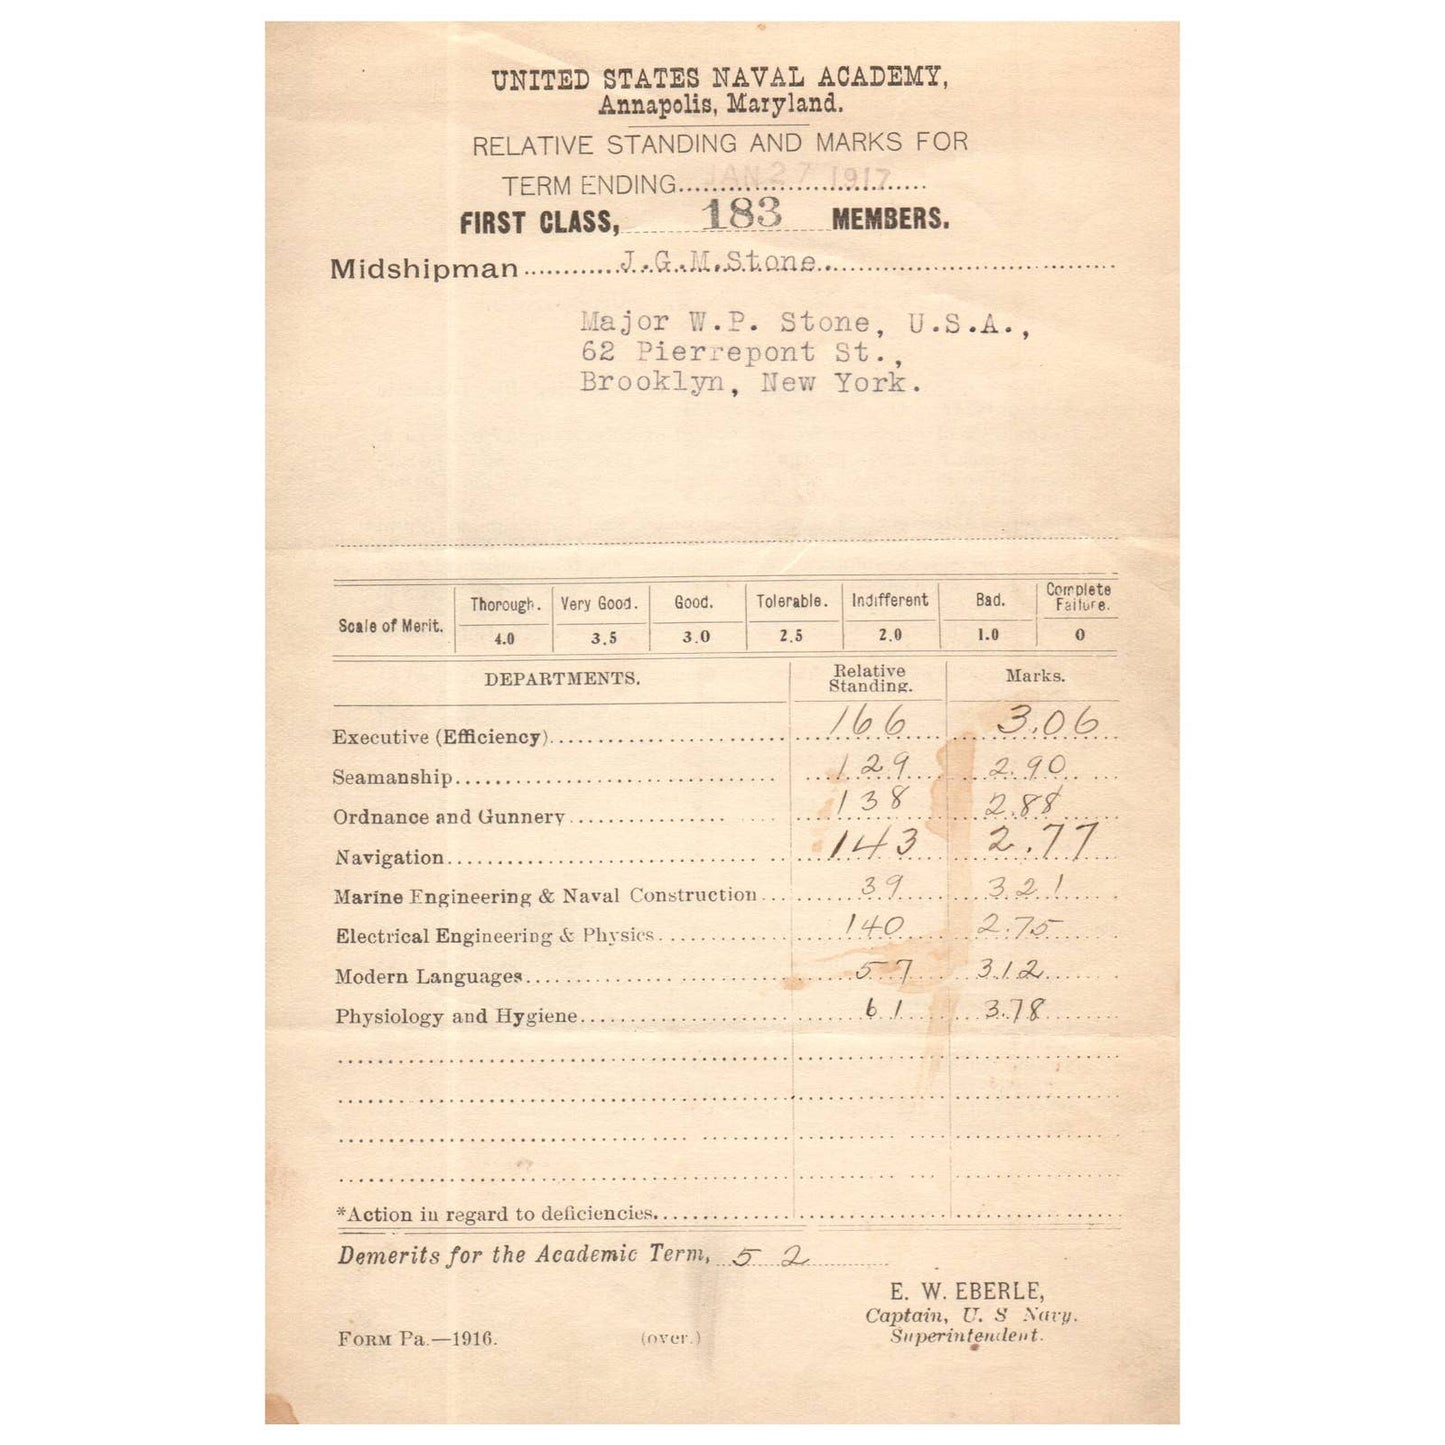 UNITED STATES NAVAL ACADEMY,
Annapolis, Maryland.
RELATIVE STANDING AND MARKS FOR
TERM ENDING JAN 27 1917
FIRST CLASS, 183 MEMBERS.
Midshipman J.G.M.Stone.
Major W.P. Stone, U.S.A.,
62 Pierrepont St.,
Brooklyn, New York.
Scale of Merit. Thorough. Very Good. Good. Tolerable. Indifferent Bad. Complete Failure.
4.0 3.5 3.0 2.5 2.0 1.0 0
DEPARTMENTS. Relative Standing. Marks.
Executive (Efficiency) 166 3.06
Seamanship 129 2.90
Ordnance and Gunnery 138 2.88
Navigation 143 2.77
Marine Engineering & Naval Construction 39 3.21
Electrical Engineering & Physics 140 2.75
Modern Languages 57 3.12
Physiology and Hygiene 61 3.78
*Action in regard to deficiencies.
Demerits for the Academic Term, 52
E. W. EBERLE,
Captain, U. S Navy.
Superintendent.
FORM Pa.—1916. (over.)